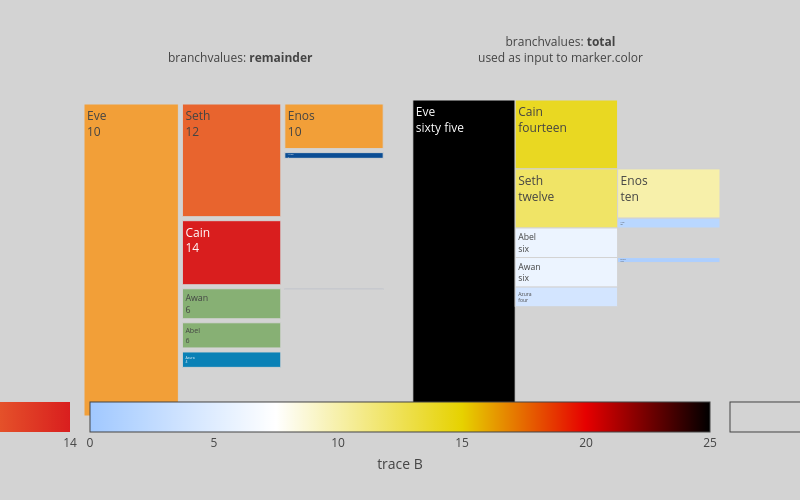 branchvalues: remainder
branchvalues: total
used as input to marker.color
Eve
10
Seth
12
Enos
10
Cain
14
Awan
6
Abel
6
Eve
sixty five
Cain
fourteen
Seth
twelve
Enos
ten
Abel
six
Awan
six
Azura
four
14
0
5
10
15
20
25
trace B